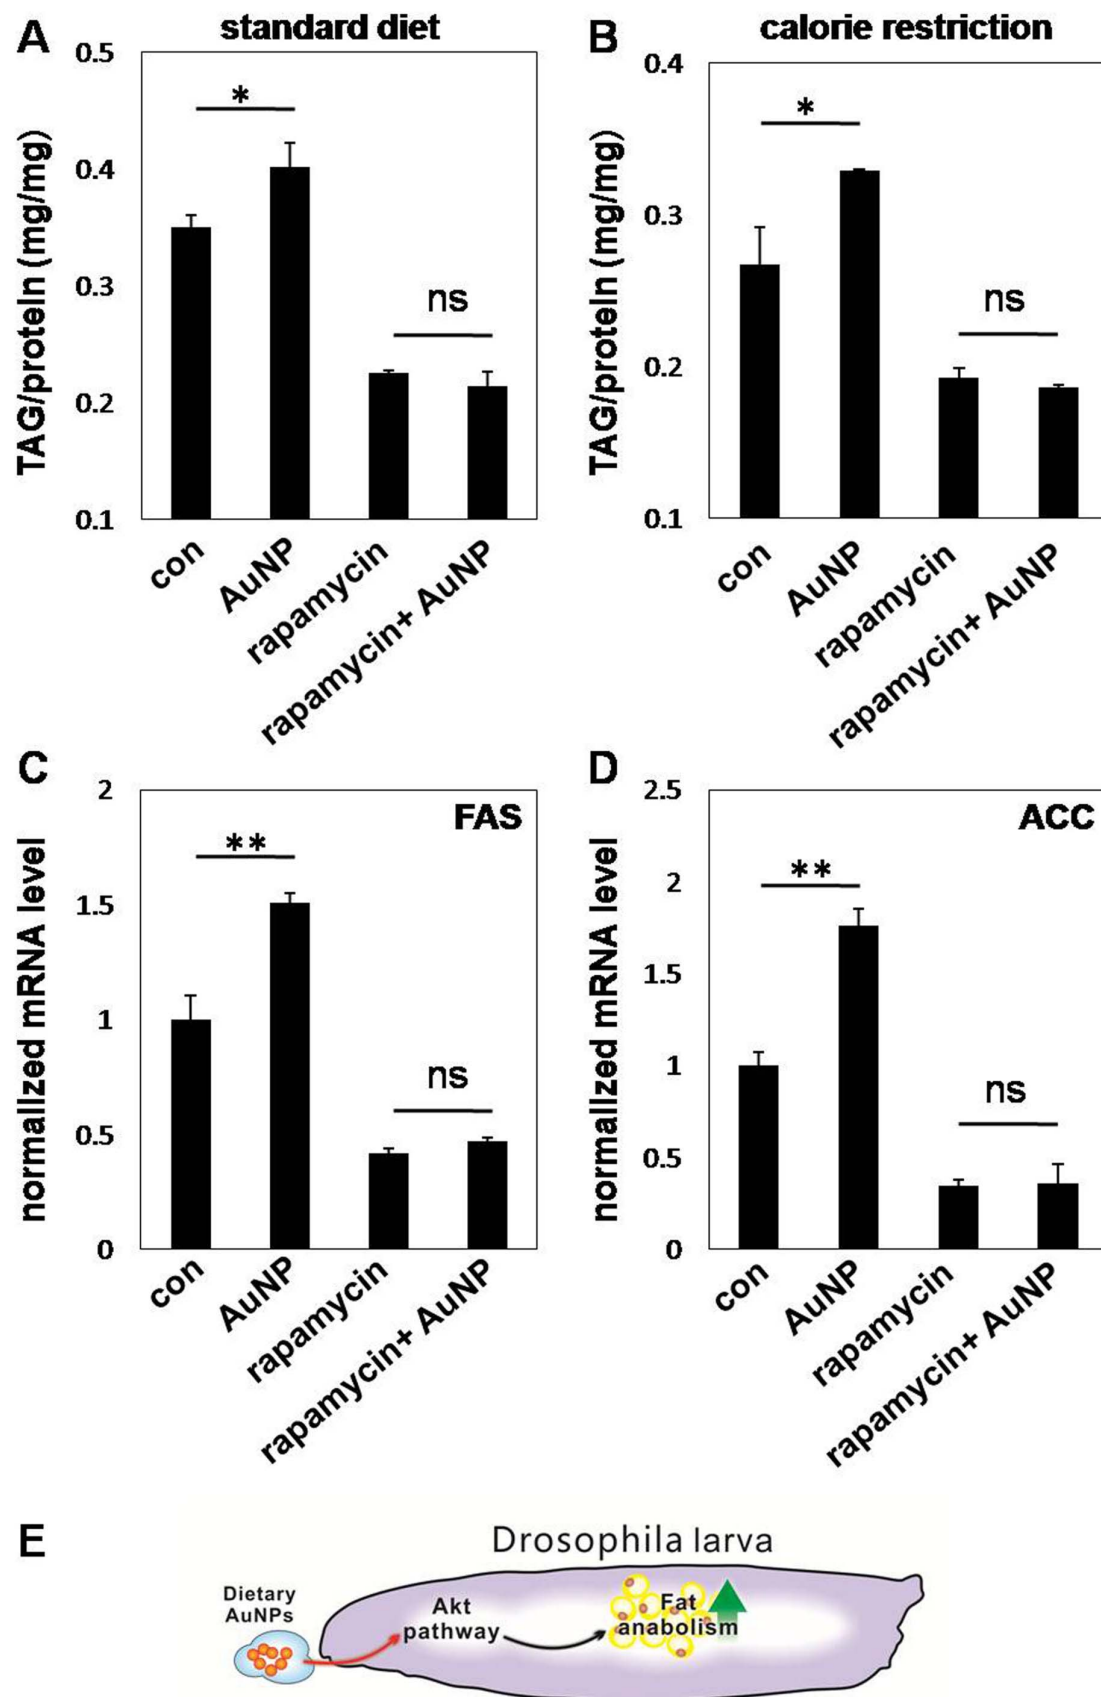 A
standard diet
TAG/protein (mg/mg)
0.5
0.4
0.3
0.2
0.1
*
ns
con
AuNP
rapamycin
rapamycin+ AuNP
B
calorie restriction
TAG/protein (mg/mg)
0.4
0.3
0.2
0.1
*
ns
con
AuNP
rapamycin
rapamycin+ AuNP
C
normalized mRNA level
2
1.5
1
0.5
0
FAS
**
ns
con
AuNP
rapamycin
rapamycin+ AuNP
D
normalized mRNA level
2.5
2
1.5
1
0.5
0
ACC
**
ns
con
AuNP
rapamycin
rapamycin+ AuNP
E
Drosophila larva
Dietary
AuNPs
Akt
pathway
Fat
anabolism